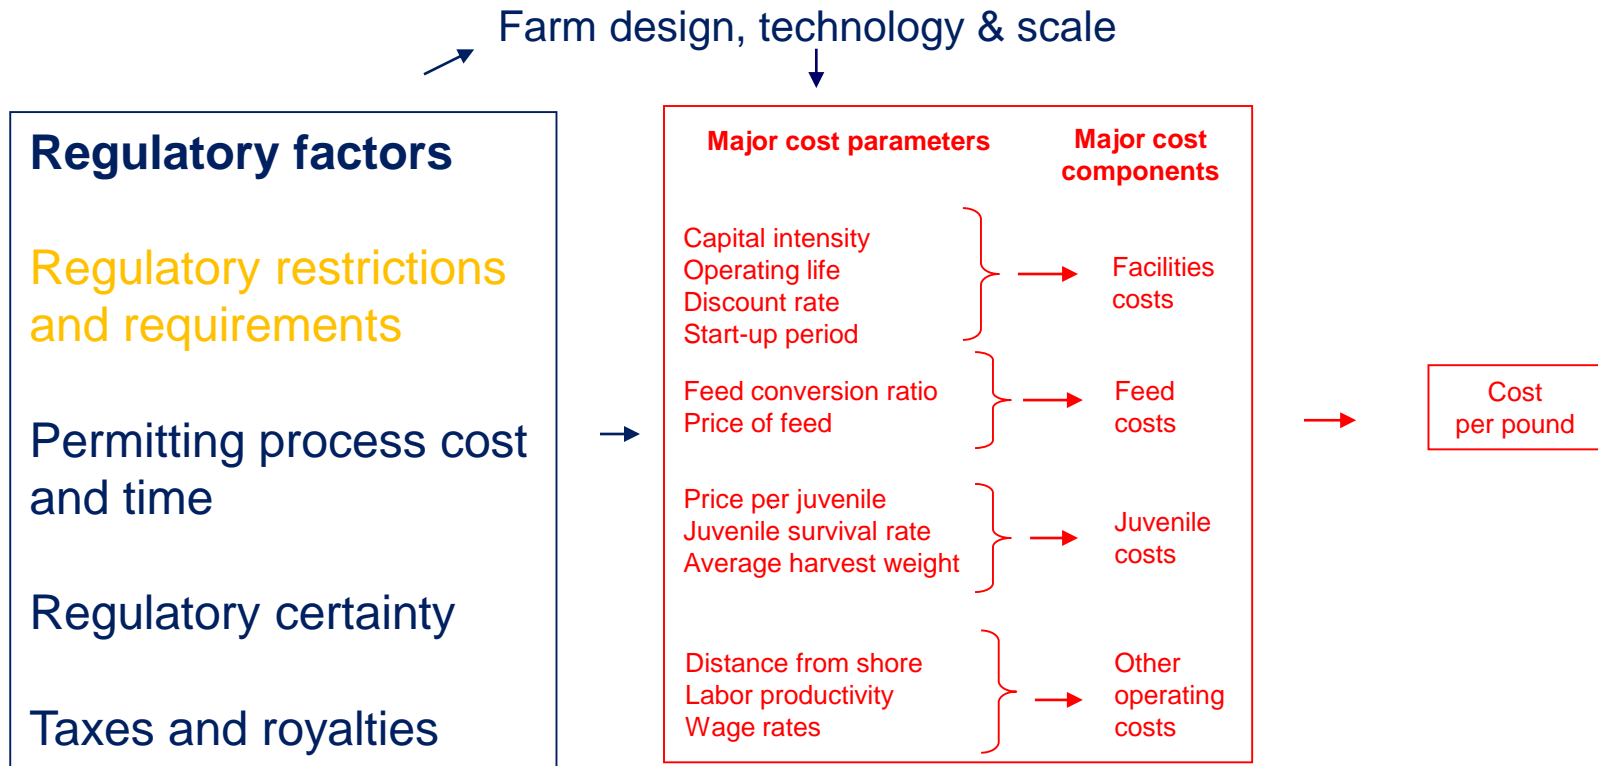 Farm design, technology & scale
Regulatory factors
Regulatory restrictions
and requirements
Permitting process cost
and time
Regulatory certainty
Taxes and royalties
Major cost parameters
Major cost
components
Capital intensity
Operating life
Discount rate
Start-up period
Facilities
costs
Feed conversion ratio
Price of feed
Feed
costs
Price per juvenile
Juvenile survival rate
Average harvest weight
Juvenile
costs
Distance from shore
Labor productivity
Wage rates
Other
operating
costs
Cost
per pound